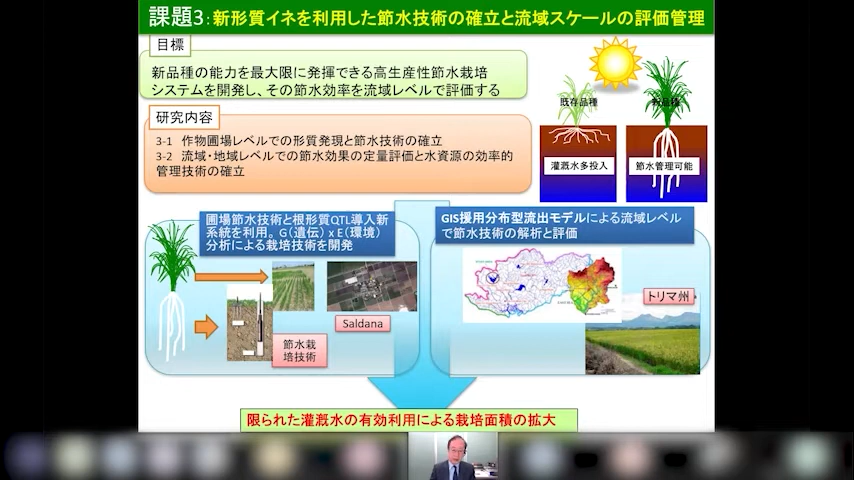 課題3：新形質イネを利用した節水技術の確立と流域スケールの評価管理
目標
新品種の能力を最大限に発揮できる高生産性節水栽培
システムを開発し、その節水効率を流域レベルで評価する
既存品種
新品種
灌漑水多投入
節水管理可能
研究内容
3-1 作物圃場レベルでの形質発現と節水技術の確立
3-2 流域・地域レベルでの節水効果の定量評価と水資源の効率的
管理技術の確立
圃場節水技術と根形質QTL導入新
系統を利用。G（遺伝）x E（環境）
分析による栽培技術を開発
Saldana
節水栽
培技術
GIS援用分布型流出モデルによる流域レベル
で節水技術の解析と評価
トリマ州
限られた灌漑水の有効利用による栽培面積の拡大